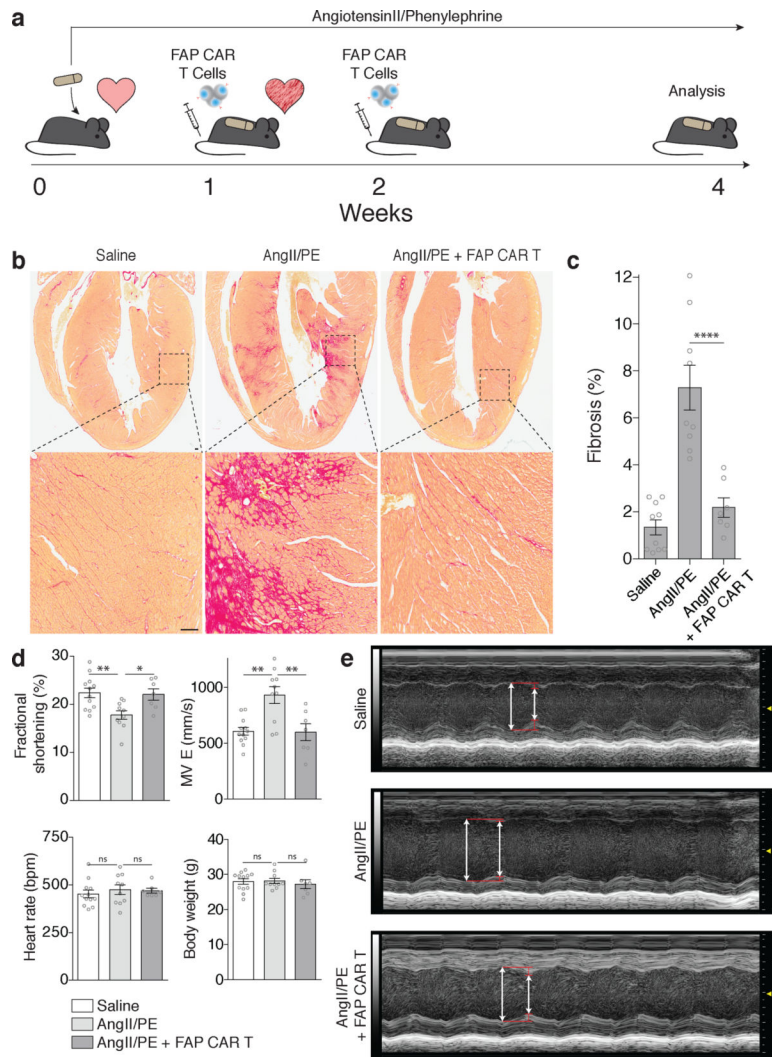 a
AngiotensinII/Phenylephrine
FAP CAR
T Cells
FAP CAR
T Cells
Analysis
0
1
2
4
Weeks
b
Saline
AngII/PE
AngII/PE + FAP CAR T
c
12
10
8
6
4
2
0
Fibrosis (%)
****
Saline
AngII/PE
AngII/PE
+ FAP CAR T
d
Fractional
shortening (%)
30
20
10
0
**
*
MV E (mm/s)
1000
500
0
**
**
Heart rate (bpm)
750
500
250
0
ns
ns
Body weight (g)
40
30
20
10
0
ns
ns
Saline
AngII/PE
AngII/PE + FAP CAR T
e
Saline
AngII/PE
AngII/PE
+ FAP CAR T